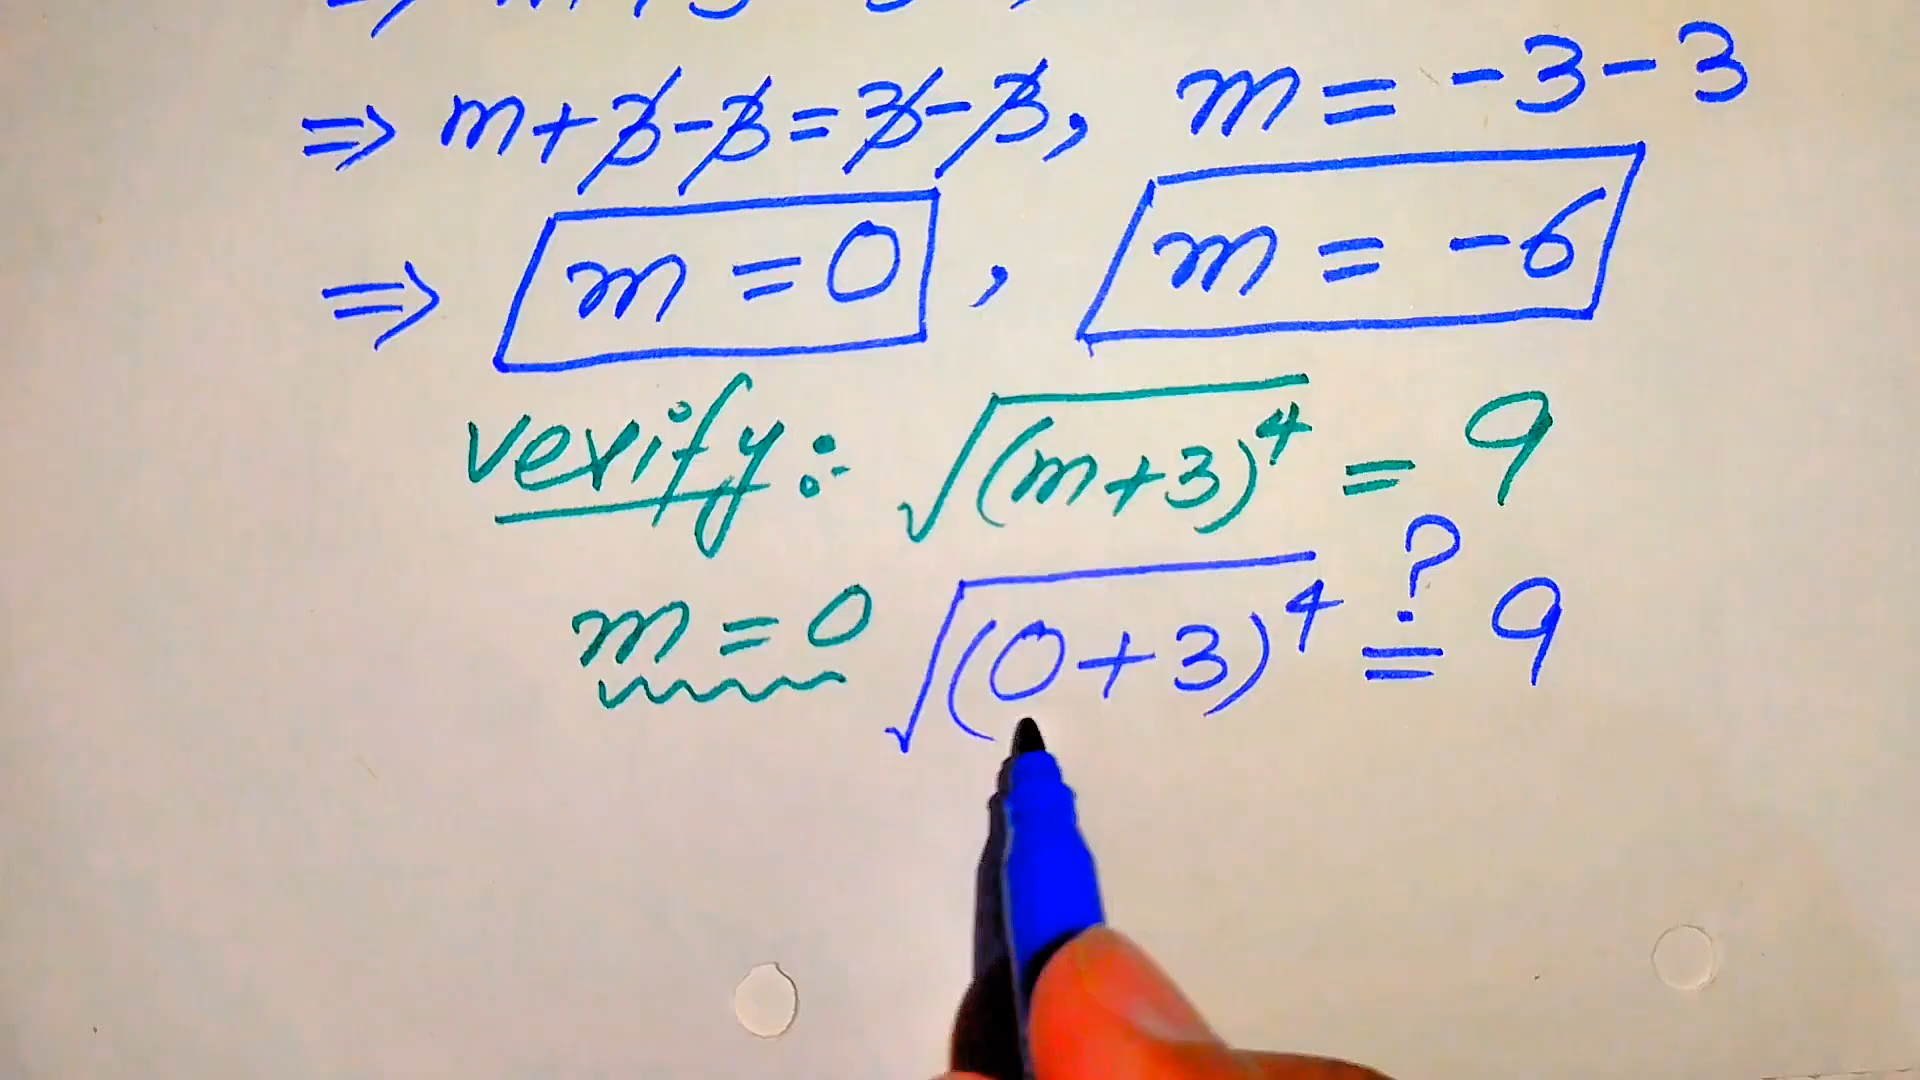 ⇒ m+3-3=3-3, m = -3-3
⇒ m = 0, m = -6
verify: √(m+3)⁴ = 9
m = 0 √(0+3)⁴ ≟ 9